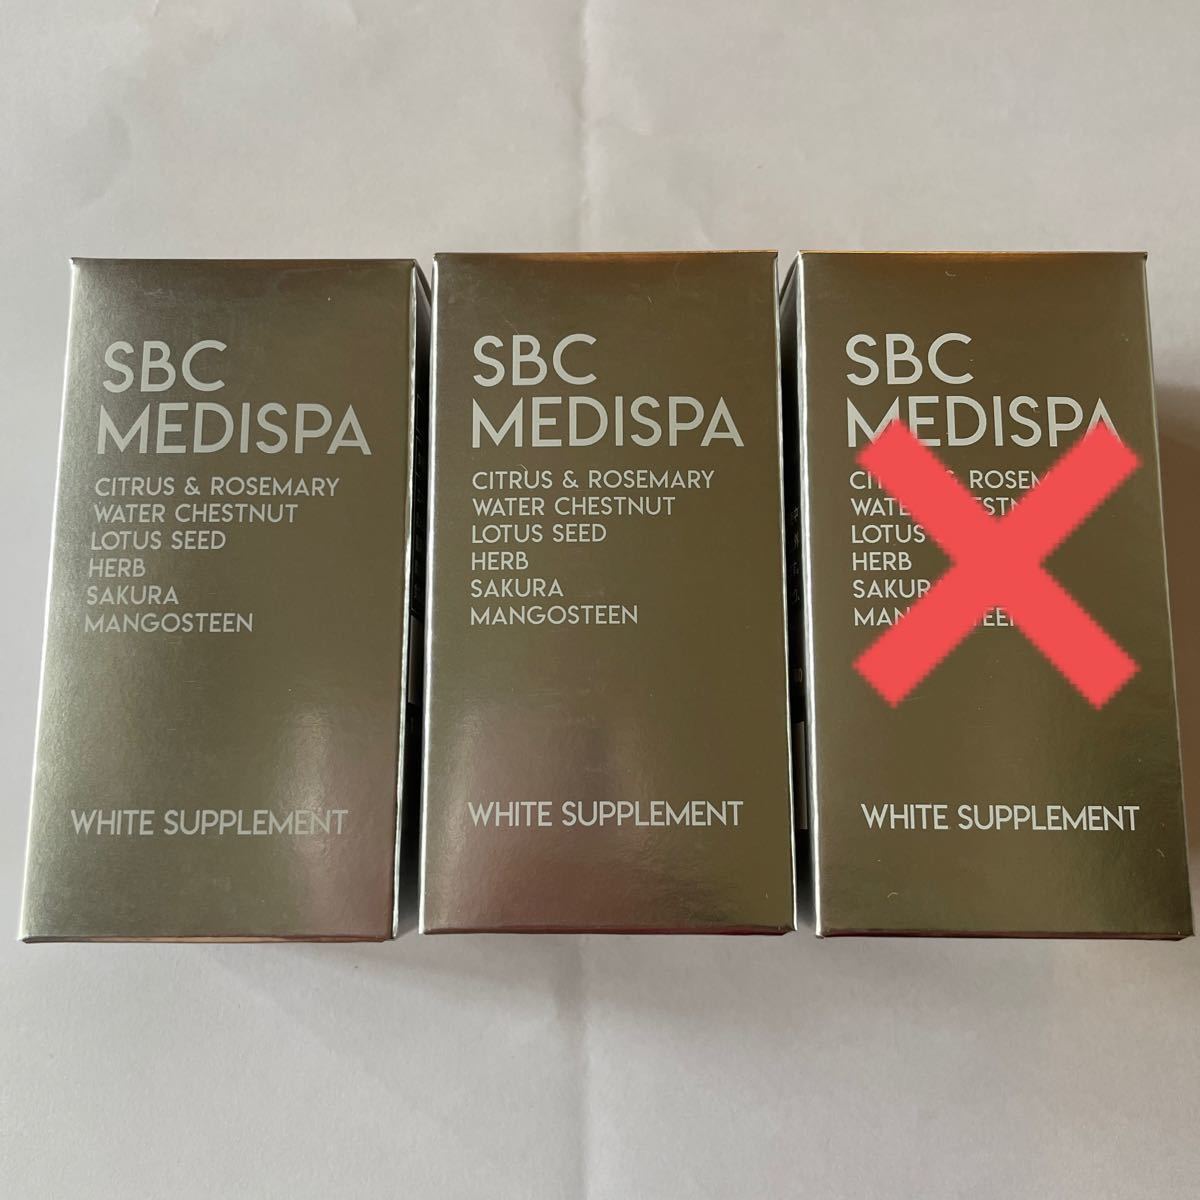 SBC
MEDISPA
CITRUS & ROSEMARY
WATER CHESTNUT
LOTUS SEED
HERB
SAKURA
MANGOSTEEN
WHITE SUPPLEMENT
SBC
MEDISPA
CITRUS & ROSEMARY
WATER CHESTNUT
LOTUS SEED
HERB
SAKURA
MANGOSTEEN
WHITE SUPPLEMENT
SBC
MEDISPA
LOTUS
HERB
WHITE SUPPLEMENT